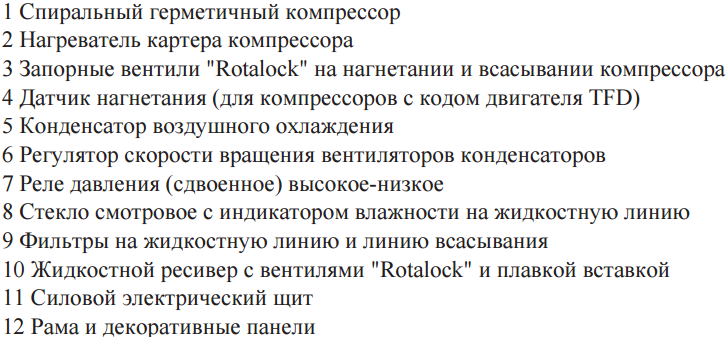 1 Спиральный герметичный компрессор
2 Нагреватель картера компрессора
3 Запорные вентили "Rotalock" на нагнетании и всасывании компрессора
4 Датчик нагнетания (для компрессоров с кодом двигателя TFD)
5 Конденсатор воздушного охлаждения
6 Регулятор скорости вращения вентиляторов конденсаторов
7 Реле давления (сдвоенное) высокое-низкое
8 Стекло смотровое с индикатором влажности на жидкостную линию
9 Фильтры на жидкостную линию и линию всасывания
10 Жидкостной ресивер с вентилями "Rotalock" и плавкой вставкой
11 Силовой электрический щит
12 Рама и декоративные панели